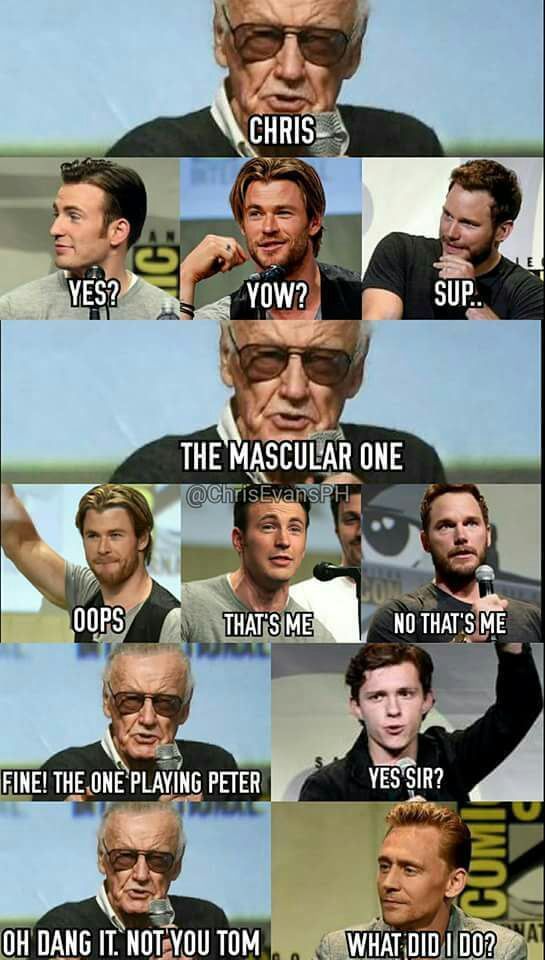 CHRIS
YES?
YOW?
SUP..
THE MASCULAR ONE
@ChrisEvansPH
OOPS
THAT'S ME
NO THAT'S ME
FINE! THE ONE PLAYING PETER
YES SIR?
OH DANG IT. NOT YOU TOM
WHAT DID I DO?
COMI